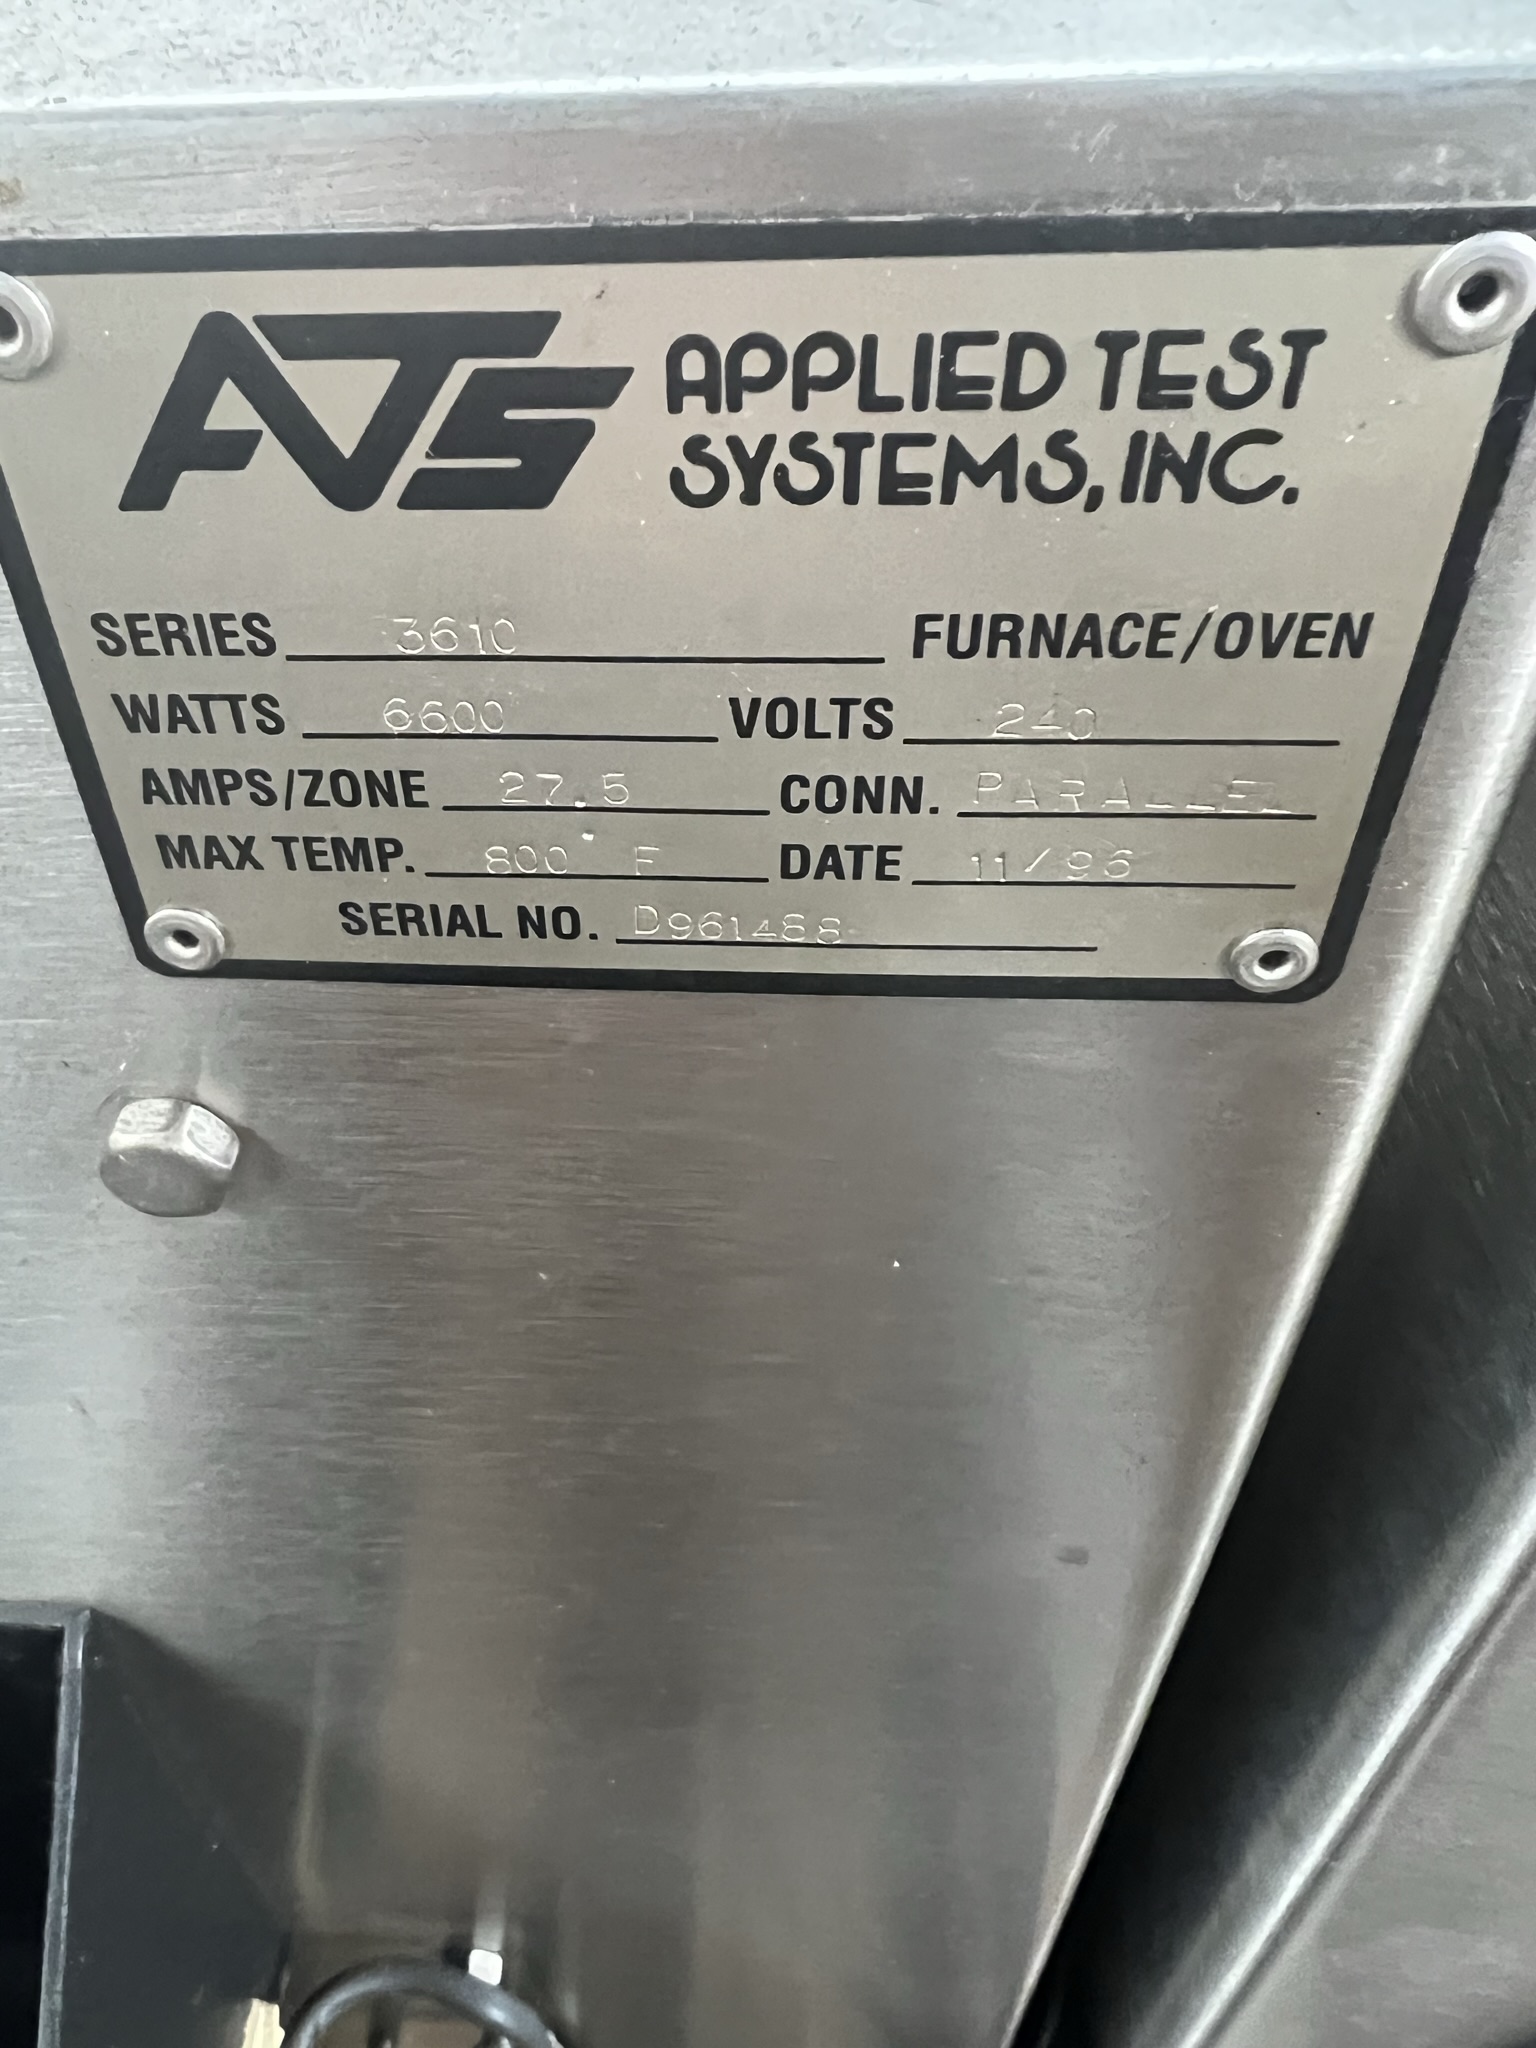 ATS APPLIED TEST
SYSTEMS, INC.
SERIES 3610 FURNACE/OVEN
WATTS 6600 VOLTS 240
AMPS/ZONE 27.5 CONN. PARALLEL
MAX TEMP. 800° F DATE 11/96
SERIAL NO. D961488